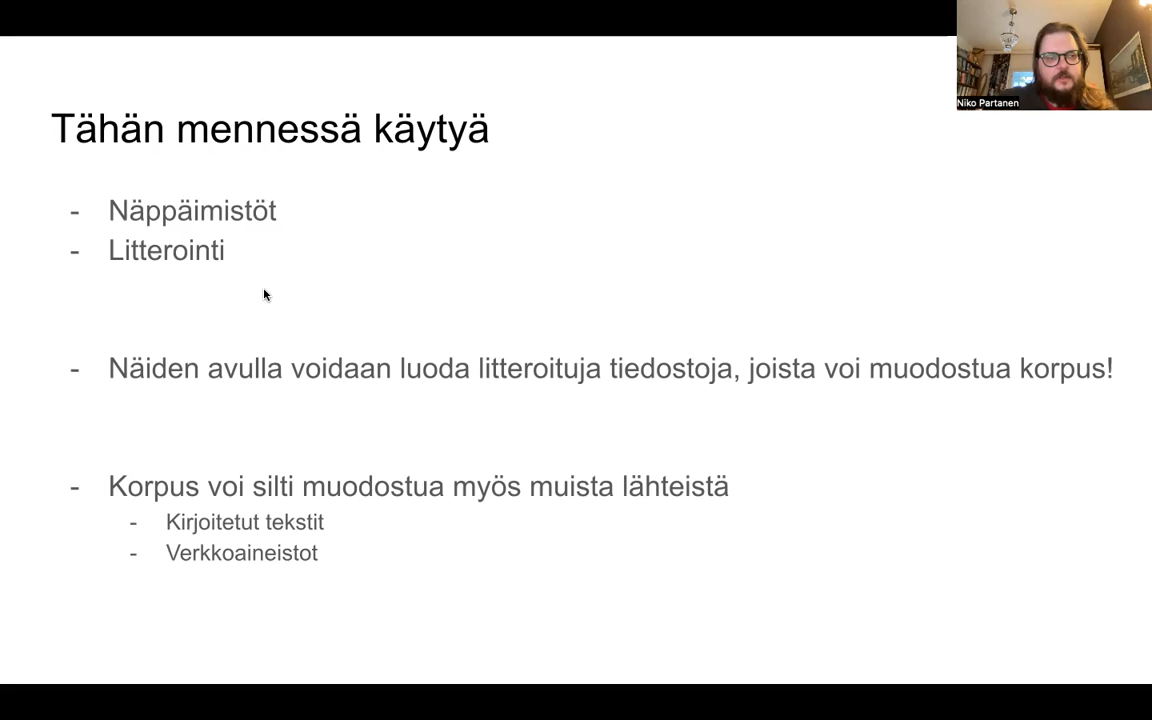 Niko Partanen
Tähän mennessä käytyä
- Näppäimistöt
- Litterointi
- Näiden avulla voidaan luoda litteroituja tiedostoja, joista voi muodostua korpus!
- Korpus voi silti muodostua myös muista lähteistä
- Kirjoitetut tekstit
- Verkkoaineistot